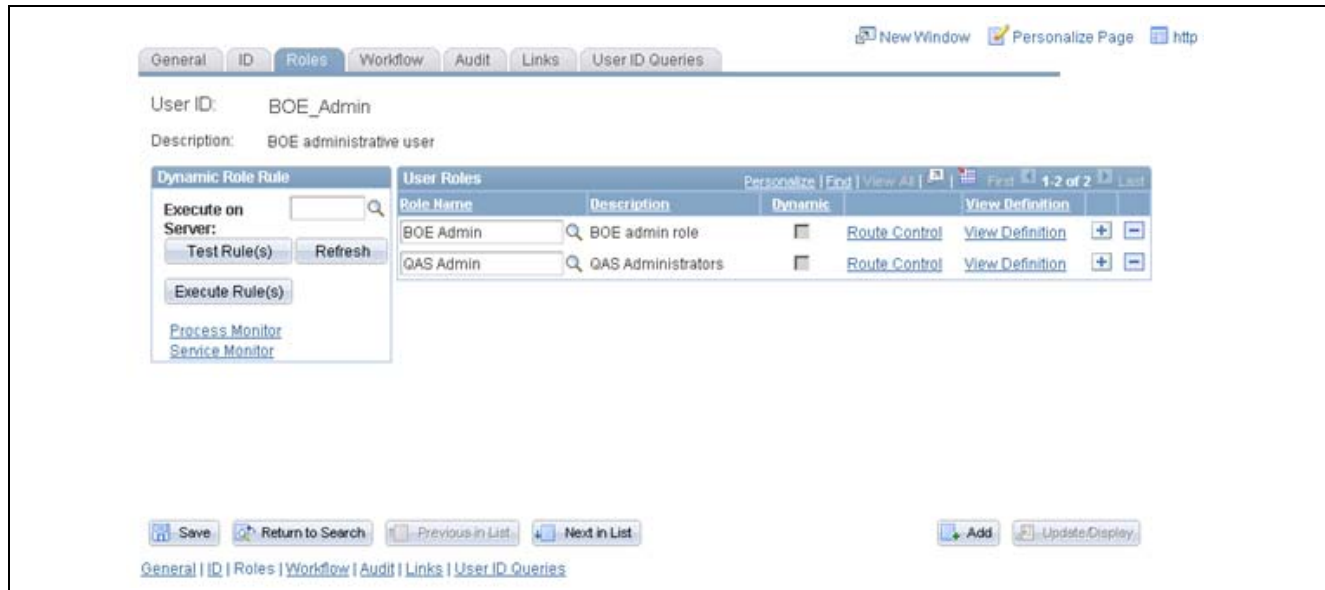 New Window Personalize Page http
General ID Roles Workflow Audit Links User ID Queries
User ID: BOE_Admin
Description: BOE administrative user
Dynamic Role Rule
Execute on
Server:
Test Rule(s) Refresh
Execute Rule(s)
Process Monitor
Service Monitor
User Roles Personalize | Find | View All | | First 1-2 of 2 Last
Role Name Description Dynamic View Definition
BOE Admin BOE admin role Route Control View Definition
QAS Admin QAS Administrators Route Control View Definition
Save Return to Search Previous in List Next in List Add Update/Display
General | ID | Roles | Workflow | Audit | Links | User ID Queries